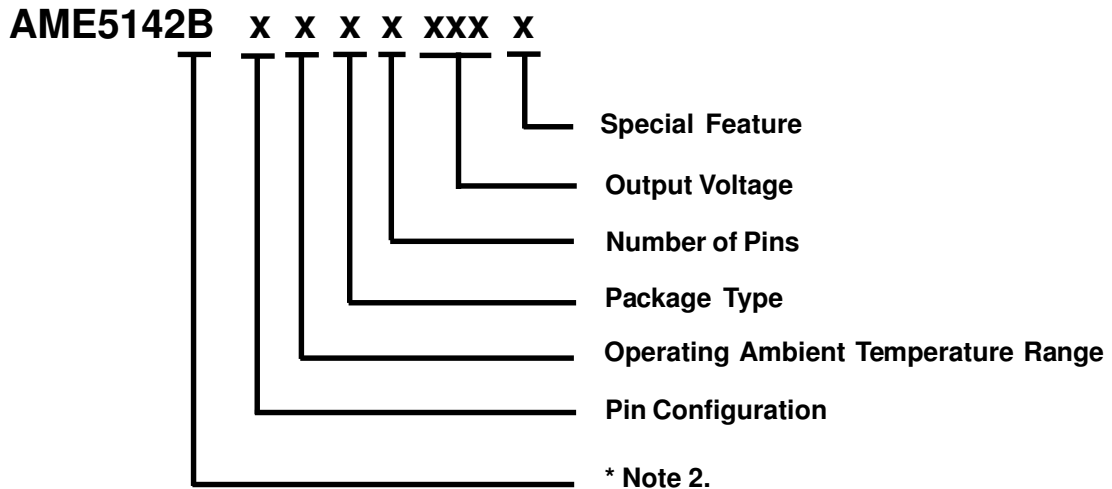 AME5142B x x x x xxx x
Special Feature
Output Voltage
Number of Pins
Package Type
Operating Ambient Temperature Range
Pin Configuration
* Note 2.